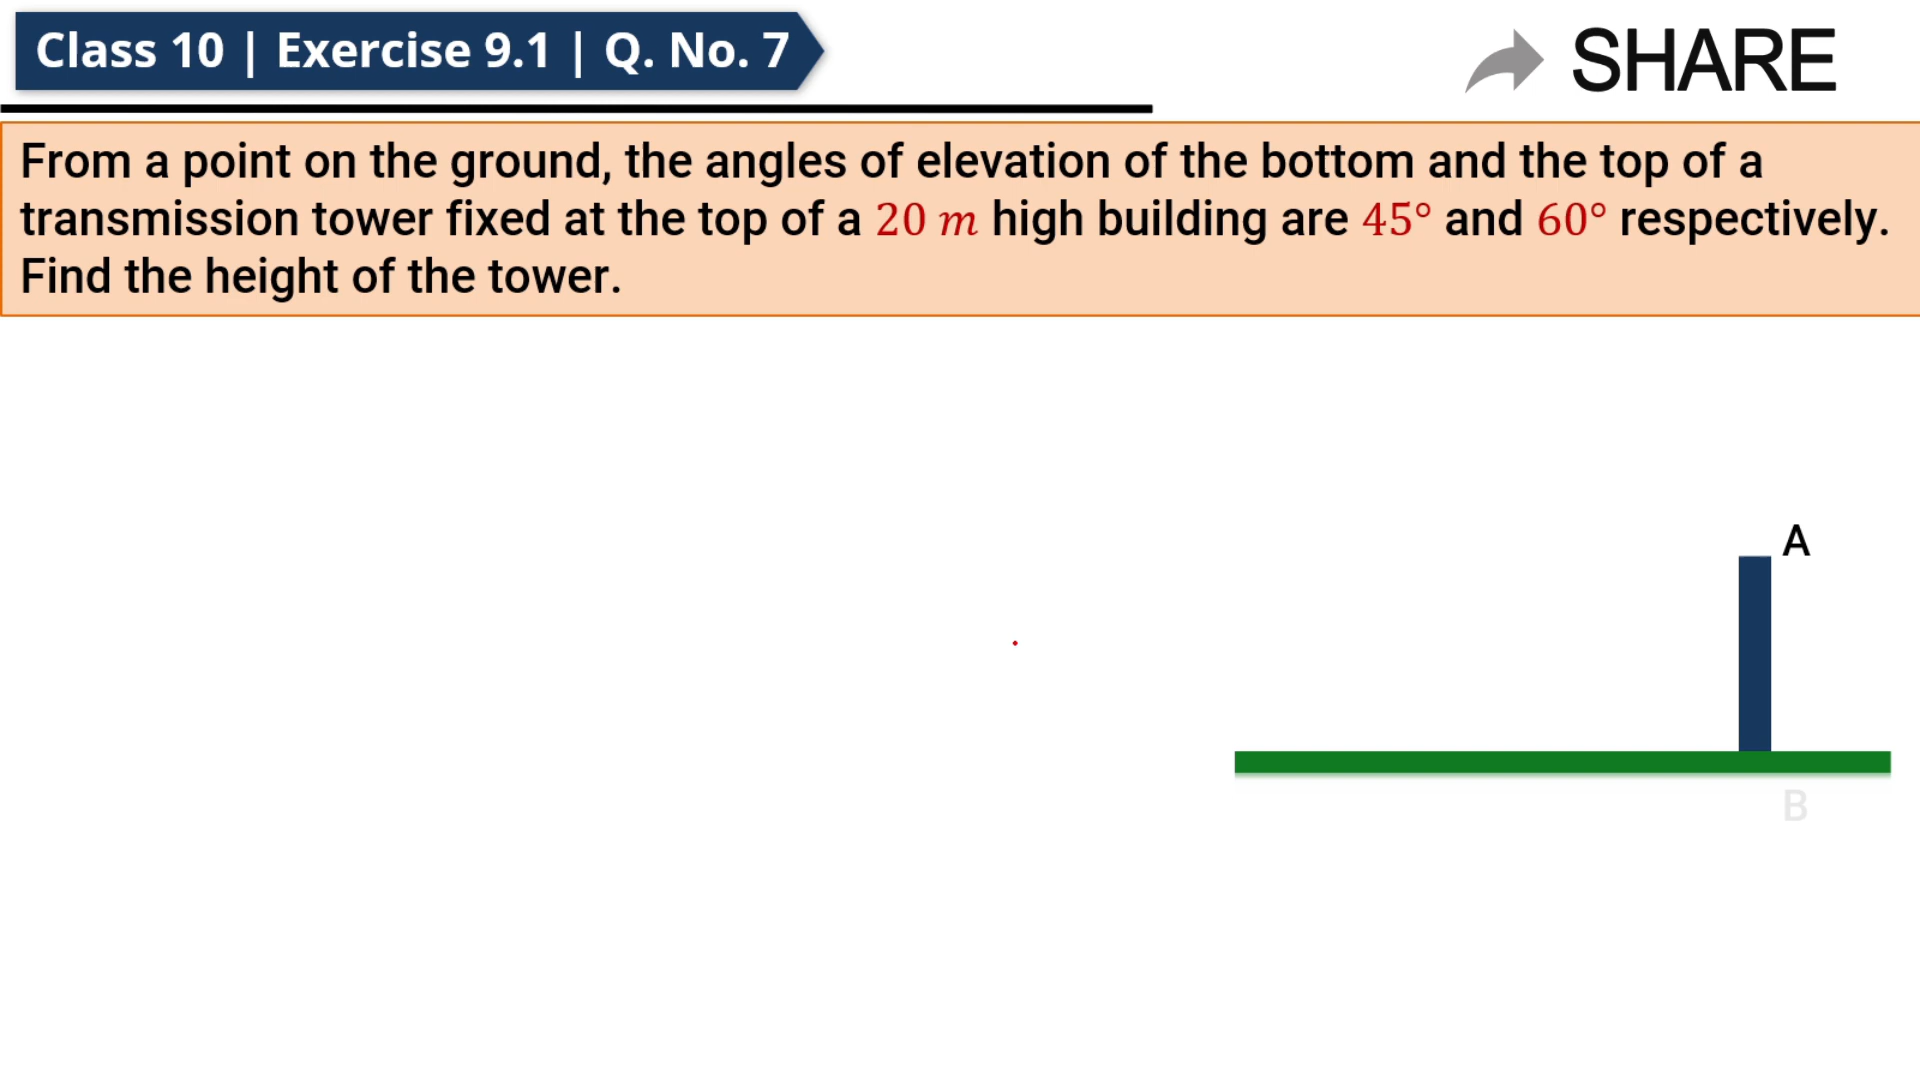 Class 10 | Exercise 9.1 | Q. No. 7
SHARE
From a point on the ground, the angles of elevation of the bottom and the top of a
transmission tower fixed at the top of a 20 m high building are 45° and 60° respectively.
Find the height of the tower.
A
B